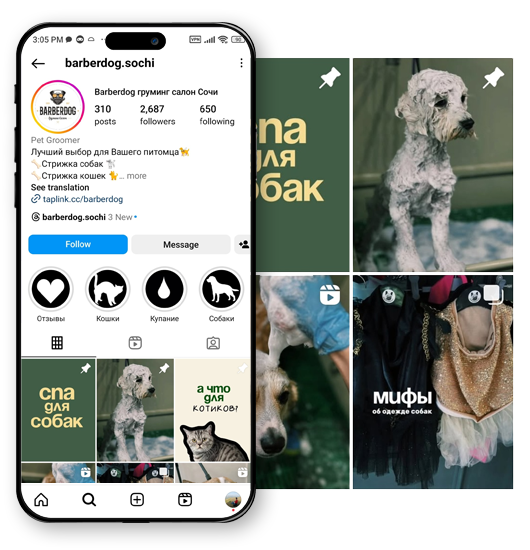 3:05 PM
VPN
barberdog.sochi
BARBERDOG
Barberdog груминг салон Сочи
310
2,687
650
posts
followers
following
Pet Groomer
Лучший выбор для Вашего питомца
Стрижка собак
Стрижка кошек .. more
See translation
taplink.cc/barberdog
barberdog.sochi 3 New
Follow
Message
Отзывы
Кошки
Купание
Собаки
спа
для
собак
а что
для
котиков?
спа
для
обак
мифы
об одежде собак